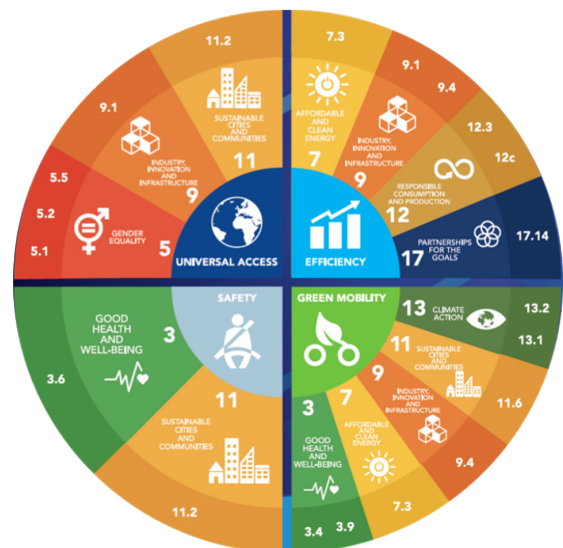 11.2
9.1
5.5
5.2
5.1
SUSTAINABLE
CITIES
AND
COMMUNITIES
11
INDUSTRY,
INNOVATION
AND
INFRASTRUCTURE
9
GENDER
EQUALITY
5
UNIVERSAL ACCESS
7.3
9.1
9.4
12.3
12c
17.14
AFFORDABLE
AND
CLEAN
ENERGY
7
INDUSTRY,
INNOVATION
AND
INFRASTRUCTURE
9
RESPONSIBLE
CONSUMPTION
AND PRODUCTION
12
17
PARTNERSHIPS
FOR THE
GOALS
EFFICIENCY
SAFETY
GOOD
HEALTH
AND
WELL-BEING
3
3.6
11
SUSTAINABLE
CITIES
AND
COMMUNITIES
11.2
GREEN MOBILITY
13
CLIMATE
ACTION
13.2
13.1
11
SUSTAINABLE
CITIES
AND
COMMUNITIES
11.6
9
INDUSTRY,
INNOVATION
AND
INFRASTRUCTURE
9.4
7
AFFORDABLE
AND
CLEAN
ENERGY
7.3
3
GOOD
HEALTH
AND
WELL-BEING
3.4
3.9